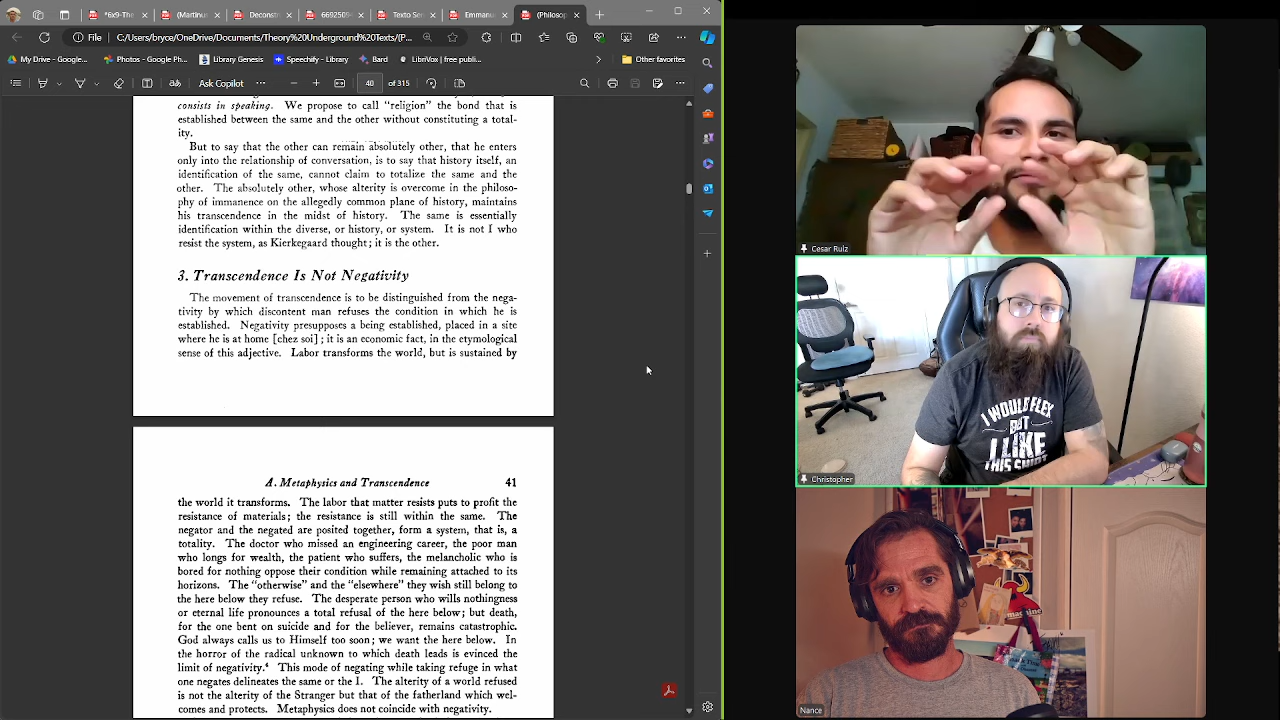 *6x9-The
(Martinus
Deconstr
6692509
Texto Se
Emmanu
(Philosop
File
C:/Users/bryce/OneDrive/Documents/Theory%20Underground/Texts/(P...
My Drive - Google...
Photos - Google Ph...
Library Genesis
Speechify - Library
Bard
LibriVox | free publi...
Other favorites
Ask Copilot
40 of 315
consists in speaking. We propose to call “religion” the bond that is
established between the same and the other without constituting a total-
ity.
But to say that the other can remain absolutely other, that he enters
only into the relationship of conversation, is to say that history itself, an
identification of the same, cannot claim to totalize the same and the
other. The absolutely other, whose alterity is overcome in the philoso-
phy of immanence on the allegedly common plane of history, maintains
his transcendence in the midst of history. The same is essentially
identification within the diverse, or history, or system. It is not I who
resist the system, as Kierkegaard thought; it is the other.
3. Transcendence Is Not Negativity
The movement of transcendence is to be distinguished from the nega-
tivity by which discontent man refuses the condition in which he is
established. Negativity presupposes a being established, placed in a site
where he is at home [chez soi]; it is an economic fact, in the etymological
sense of this adjective. Labor transforms the world, but is sustained by
A. Metaphysics and Transcendence 41
the world it transforms. The labor that matter resists puts to profit the
resistance of materials; the resistance is still within the same. The
negator and the negated are posited together, form a system, that is, a
totality. The doctor who missed an engineering career, the poor man
who longs for wealth, the patient who suffers, the melancholic who is
bored for nothing oppose their condition while remaining attached to its
horizons. The “otherwise” and the “elsewhere” they wish still belong to
the here below they refuse. The desperate person who wills nothingness
or eternal life pronounces a total refusal of the here below; but death,
for the one bent on suicide and for the believer, remains catastrophic.
God always calls us to Himself too soon; we want the here below. In
the horror of the radical unknown to which death leads is evinced the
limit of negativity.⁴ This mode of negating while taking refuge in what
one negates delineates the same or the I. The alterity of a world refused
is not the alterity of the Stranger but that of the fatherland which wel-
comes and protects. Metaphysics does not coincide with negativity.
Cesar Ruiz
I WOULD FLEX
BUT
I LIKE
THIS SHIRT
Christopher
Nance